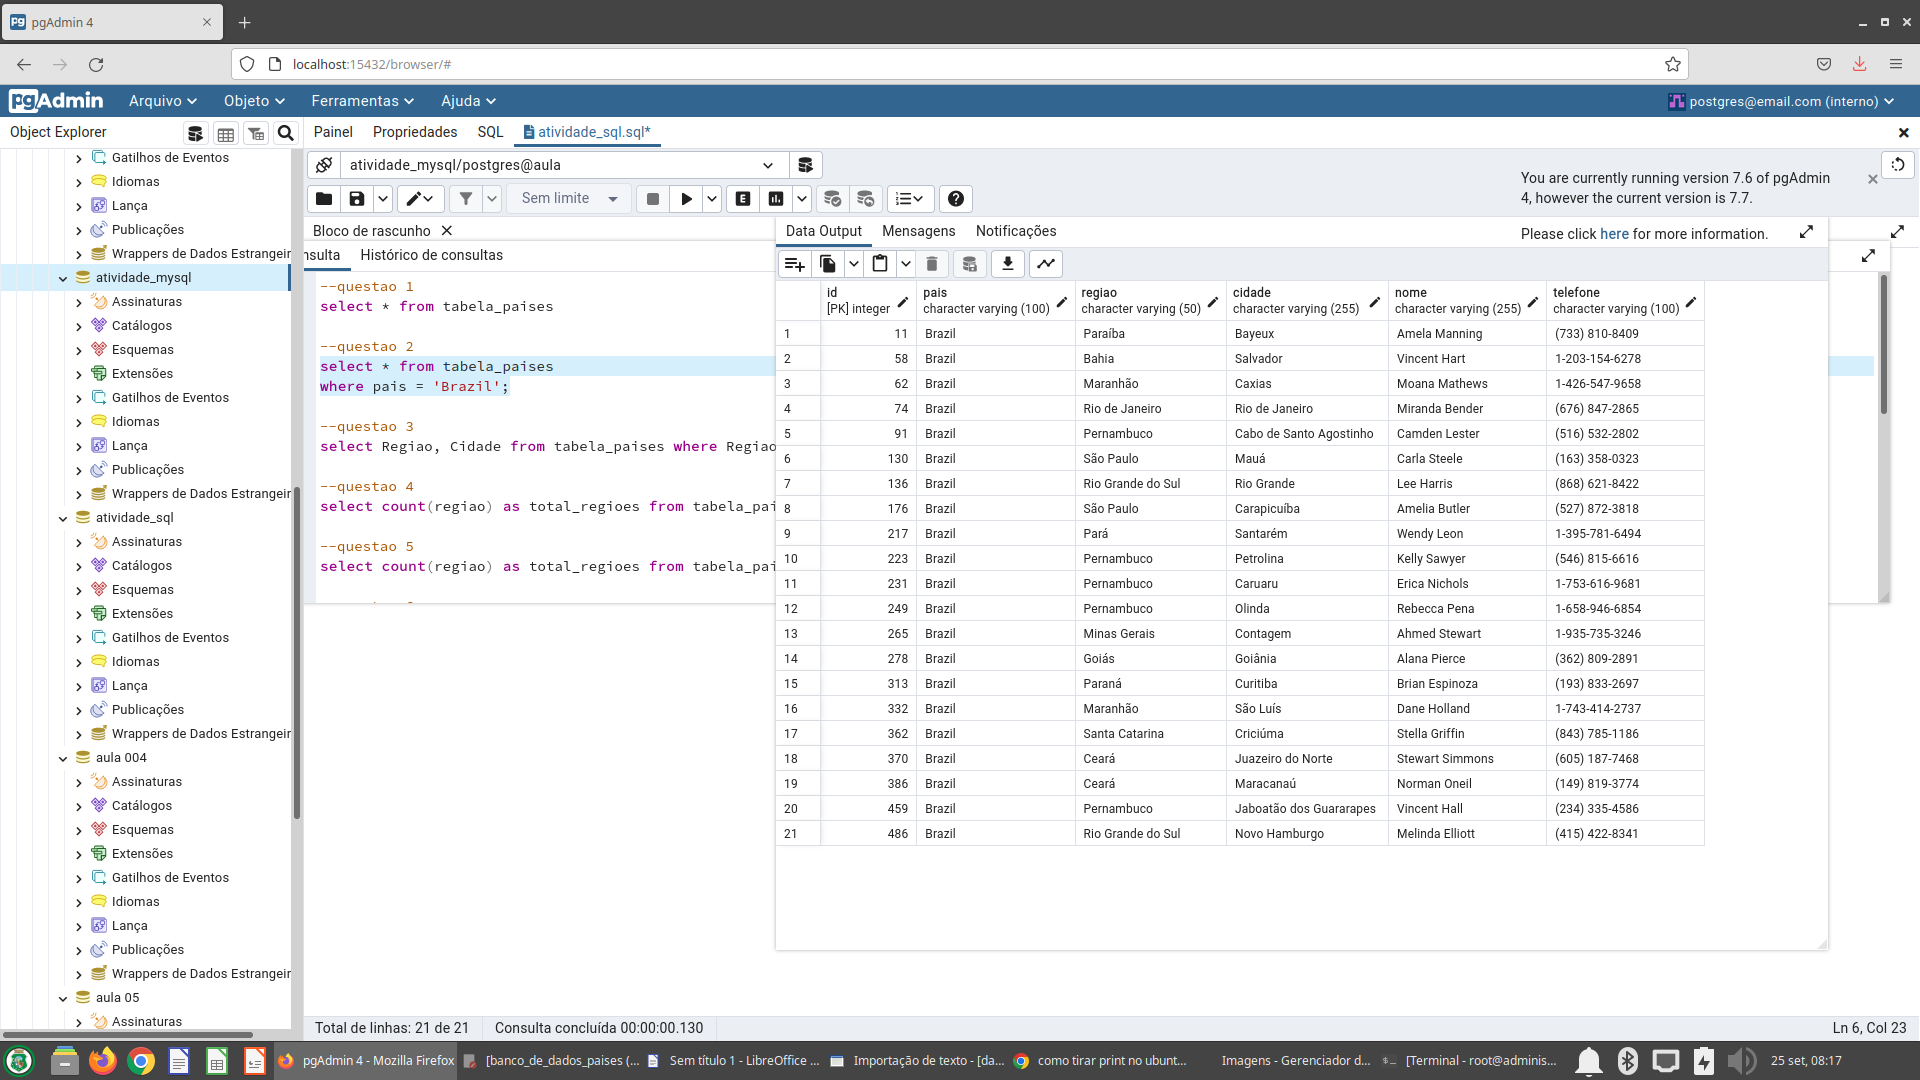 pgAdmin 4
localhost:15432/browser/#
pgAdmin
Arquivo
Objeto
Ferramentas
Ajuda
postgres@email.com (interno)
Object Explorer
Painel
Propriedades
SQL
atividade_sql.sql*
Gatilhos de Eventos
Idiomas
Lança
Publicações
Wrappers de Dados Estrangeir
atividade_mysql
Assinaturas
Catálogos
Esquemas
Extensões
Gatilhos de Eventos
Idiomas
Lança
Publicações
Wrappers de Dados Estrangeir
atividade_sql
Assinaturas
Catálogos
Esquemas
Extensões
Gatilhos de Eventos
Idiomas
Lança
Publicações
Wrappers de Dados Estrangeir
aula 004
Assinaturas
Catálogos
Esquemas
Extensões
Gatilhos de Eventos
Idiomas
Lança
Publicações
Wrappers de Dados Estrangeir
aula 05
Assinaturas
atividade_mysql/postgres@aula
Sem limite
E
You are currently running version 7.6 of pgAdmin
4, however the current version is 7.7.
Please click here for more information.
Bloco de rascunho
nsulta
Histórico de consultas
--questao 1
select * from tabela_paises
--questao 2
select * from tabela_paises
where pais = 'Brazil';
--questao 3
select Regiao, Cidade from tabela_paises where Regiao
--questao 4
select count(regiao) as total_regioes from tabela_pai
--questao 5
select count(regiao) as total_regioes from tabela_pai
Data Output
Mensagens
Notificações
id [PK] integer
pais character varying (100)
regiao character varying (50)
cidade character varying (255)
nome character varying (255)
telefone character varying (100)
1 11 Brazil Paraíba Bayeux Amela Manning (733) 810-8409
2 58 Brazil Bahia Salvador Vincent Hart 1-203-154-6278
3 62 Brazil Maranhão Caxias Moana Mathews 1-426-547-9658
4 74 Brazil Rio de Janeiro Rio de Janeiro Miranda Bender (676) 847-2865
5 91 Brazil Pernambuco Cabo de Santo Agostinho Camden Lester (516) 532-2802
6 130 Brazil São Paulo Mauá Carla Steele (163) 358-0323
7 136 Brazil Rio Grande do Sul Rio Grande Lee Harris (868) 621-8422
8 176 Brazil São Paulo Carapicuíba Amelia Butler (527) 872-3818
9 217 Brazil Pará Santarém Wendy Leon 1-395-781-6494
10 223 Brazil Pernambuco Petrolina Kelly Sawyer (546) 815-6616
11 231 Brazil Pernambuco Caruaru Erica Nichols 1-753-616-9681
12 249 Brazil Pernambuco Olinda Rebecca Pena 1-658-946-6854
13 265 Brazil Minas Gerais Contagem Ahmed Stewart 1-935-735-3246
14 278 Brazil Goiás Goiânia Alana Pierce (362) 809-2891
15 313 Brazil Paraná Curitiba Brian Espinoza (193) 833-2697
16 332 Brazil Maranhão São Luís Dane Holland 1-743-414-2737
17 362 Brazil Santa Catarina Criciúma Stella Griffin (843) 785-1186
18 370 Brazil Ceará Juazeiro do Norte Stewart Simmons (605) 187-7468
19 386 Brazil Ceará Maracanaú Norman Oneil (149) 819-3774
20 459 Brazil Pernambuco Jaboatão dos Guararapes Vincent Hall (234) 335-4586
21 486 Brazil Rio Grande do Sul Novo Hamburgo Melinda Elliott (415) 422-8341
Total de linhas: 21 de 21
Consulta concluída 00:00:00.130
Ln 6, Col 23
pgAdmin 4 - Mozilla Firefox
[banco_de_dados_paises (...
Sem título 1 - LibreOffice ...
Importação de texto - [da...
como tirar print no ubunt...
Imagens - Gerenciador d...
[Terminal - root@adminis...
25 set, 08:17